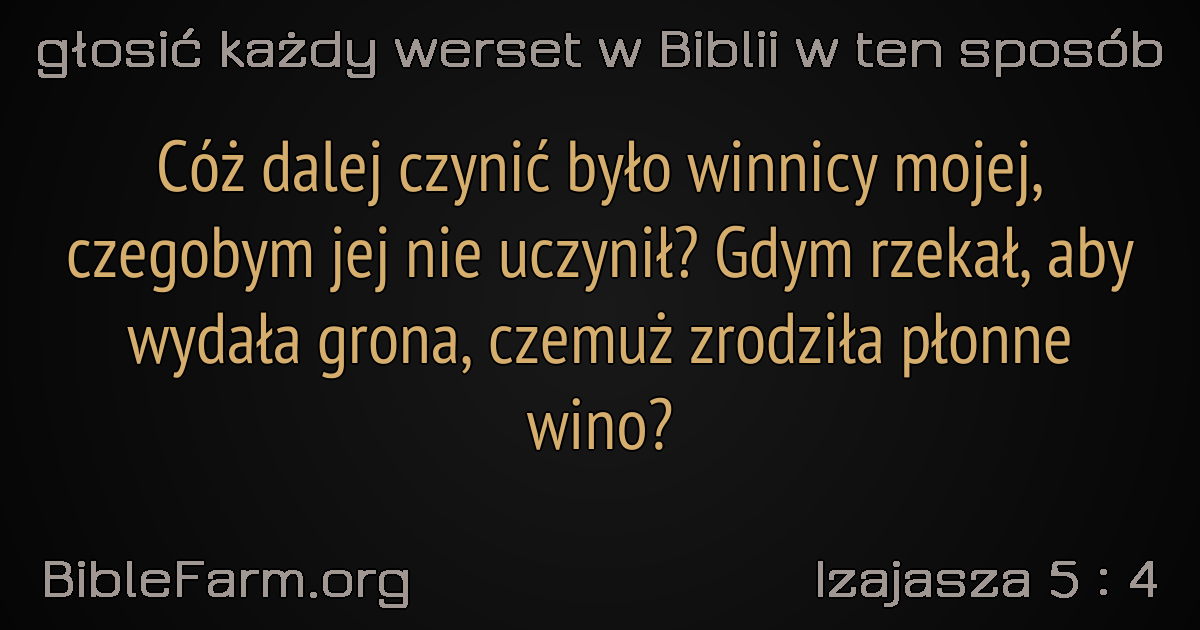 głosić każdy werset w Biblii w ten sposób
Cóż dalej czynić było winnicy mojej,
czegobym jej nie uczynił? Gdym rzekał, aby
wydała grona, czemuż zrodziła płonne
wino?
BibleFarm.org
Izajasza 5 : 4